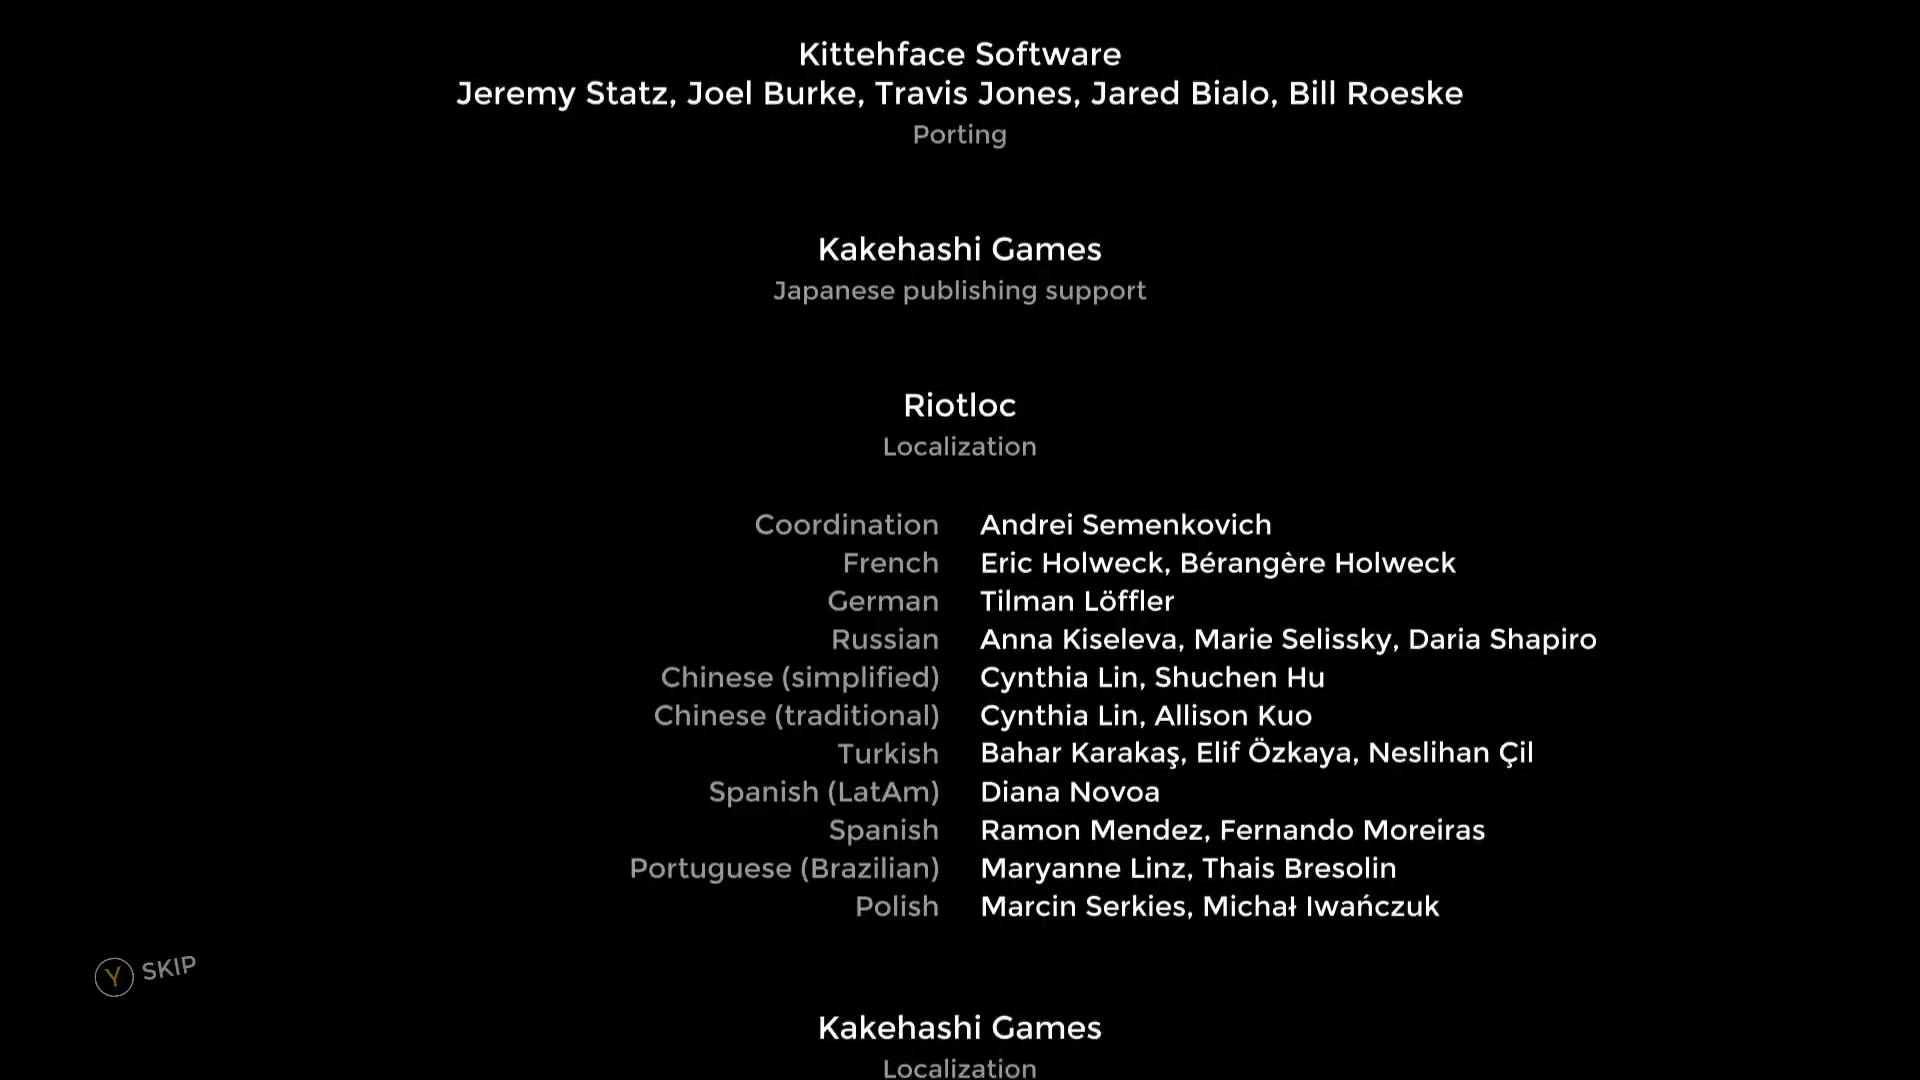 Kittehface Software
Jeremy Statz, Joel Burke, Travis Jones, Jared Bialo, Bill Roeske
Porting
Kakehashi Games
Japanese publishing support
Riotloc
Localization
Coordination Andrei Semenkovich
French Eric Holweck, Bérangère Holweck
German Tilman Löffler
Russian Anna Kiseleva, Marie Selissky, Daria Shapiro
Chinese (simplified) Cynthia Lin, Shuchen Hu
Chinese (traditional) Cynthia Lin, Allison Kuo
Turkish Bahar Karakaş, Elif Özkaya, Neslihan Çil
Spanish (LatAm) Diana Novoa
Spanish Ramon Mendez, Fernando Moreiras
Portuguese (Brazilian) Maryanne Linz, Thais Bresolin
Polish Marcin Serkies, Michał Iwańczuk
Y SKIP
Kakehashi Games
Localization